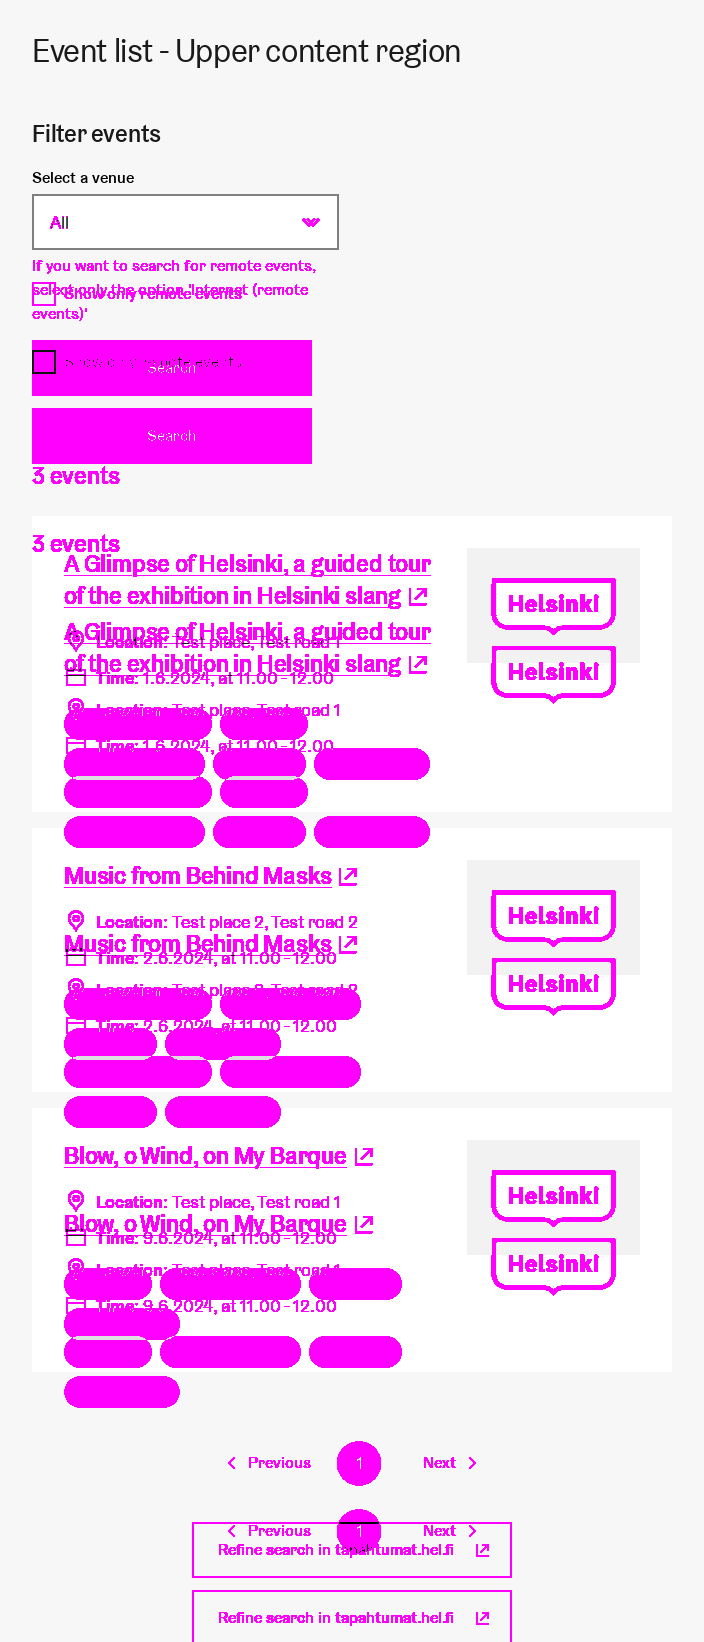 Event list - Upper content region
Filter events
Select a venue
All
If you want to search for remote events,
select only the option 'Internet (remote
Show only remote events
events)'
Show only remote events
Search
Search
3 events
3 events
A Glimpse of Helsinki, a guided tour
of the exhibition in Helsinki slang
Helsinki
A Glimpse of Helsinki, a guided tour
Location: Test place, Test road 1
of the exhibition in Helsinki slang
Helsinki
Time: 1.6.2024, at 11.00 - 12.00
Location: Test place, Test road 1
Time: 1.6.2024, at 11.00 - 12.00
Music from Behind Masks
Helsinki
Location: Test place 2, Test road 2
Music from Behind Masks
Time: 2.6.2024, at 11.00 - 12.00
Helsinki
Location: Test place 2, Test road 2
Time: 2.6.2024, at 11.00 - 12.00
Blow, o Wind, on My Barque
Helsinki
Location: Test place, Test road 1
Blow, o Wind, on My Barque
Time: 9.6.2024, at 11.00 - 12.00
Helsinki
Location: Test place, Test road 1
Time: 9.6.2024, at 11.00 - 12.00
Previous 1 Next
Previous 1 Next
Refine search in tapahtumat.hel.fi
Refine search in tapahtumat.hel.fi